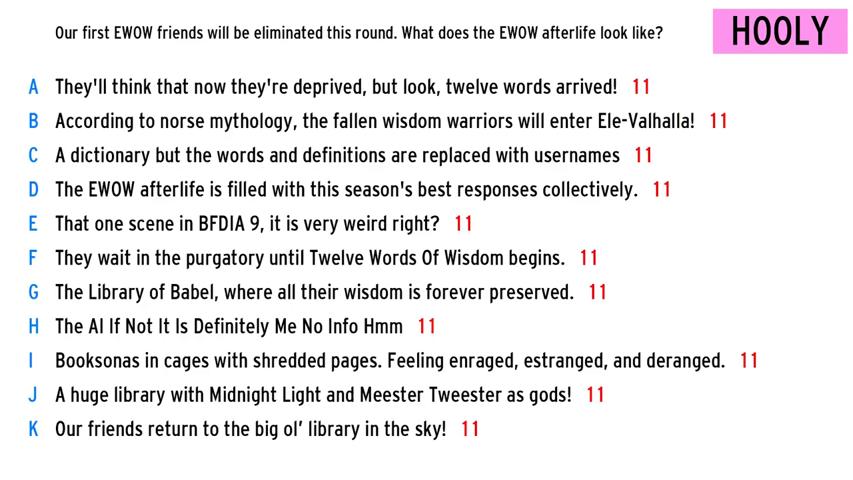 Our first EWOW friends will be eliminated this round. What does the EWOW afterlife look like?
HOOLY
A They'll think that now they're deprived, but look, twelve words arrived! 11
B According to norse mythology, the fallen wisdom warriors will enter Ele-Valhalla! 11
C A dictionary but the words and definitions are replaced with usernames 11
D The EWOW afterlife is filled with this season's best responses collectively. 11
E That one scene in BFDIA 9, it is very weird right? 11
F They wait in the purgatory until Twelve Words Of Wisdom begins. 11
G The Library of Babel, where all their wisdom is forever preserved. 11
H The AI If Not It Is Definitely Me No Info Hmm 11
I Booksonas in cages with shredded pages. Feeling enraged, estranged, and deranged. 11
J A huge library with Midnight Light and Meester Tweester as gods! 11
K Our friends return to the big ol’ library in the sky! 11